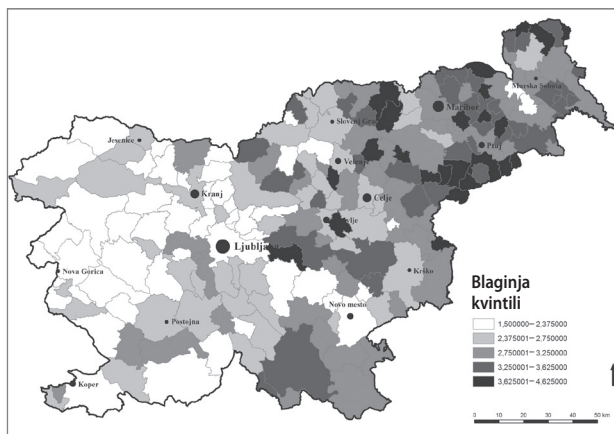 Murska Sobota
Maribor
Slovenj Gra
Jesenice
Ptuj
Velenje
Kranj
Celje
Ljubljana
Nova Gorica
Krško
Novo mesto
Postojna
Koper
Blaginja
kvintili
1,500000–2,375000
2,375001–2,750000
2,750001–3,250000
3,250001–3,625000
3,625001–4,625000
0 10 20 30 40 50 km